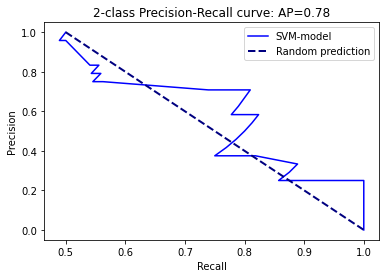 2-class Precision-Recall curve: AP=0.78
SVM-model
Random prediction
1.0
0.8
0.6
0.4
0.2
0.0
Precision
0.5
0.6
0.7
0.8
0.9
1.0
Recall